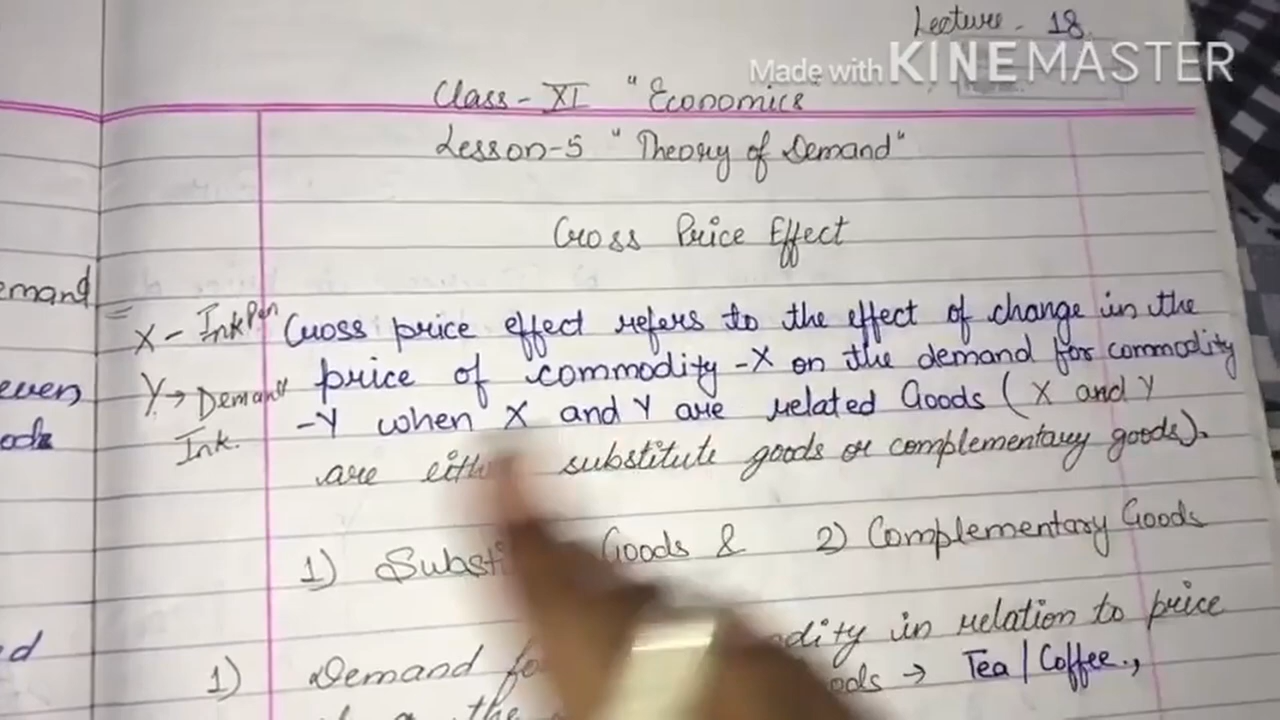 Lecture - 18
Made with KINEMASTER
Class - XI "Economics
Lesson-5 "Theory of Demand"
Cross Price Effect
X - Ink Pen
Y → Demand
Ink.
Cross price effect refers to the effect of change in the
price of commodity -X on the demand for commodity
-Y when X and Y are related Goods (X and Y
are substitute goods or complementary goods).
1) Goods & 2) Complementary Goods
1) Demand in relation to price
→ Tea/Coffee.,
the